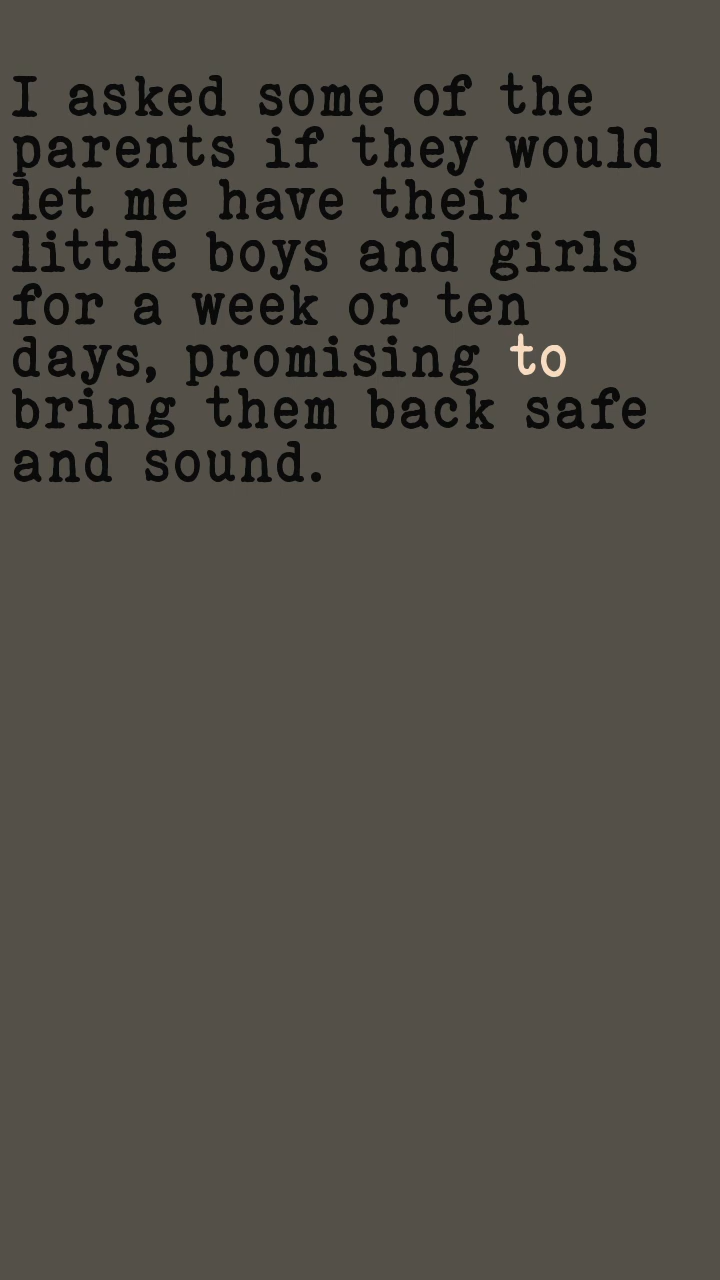 I asked some of the
parents if they would
let me have their
little boys and girls
for a week or ten
days, promising to
bring them back safe
and sound.